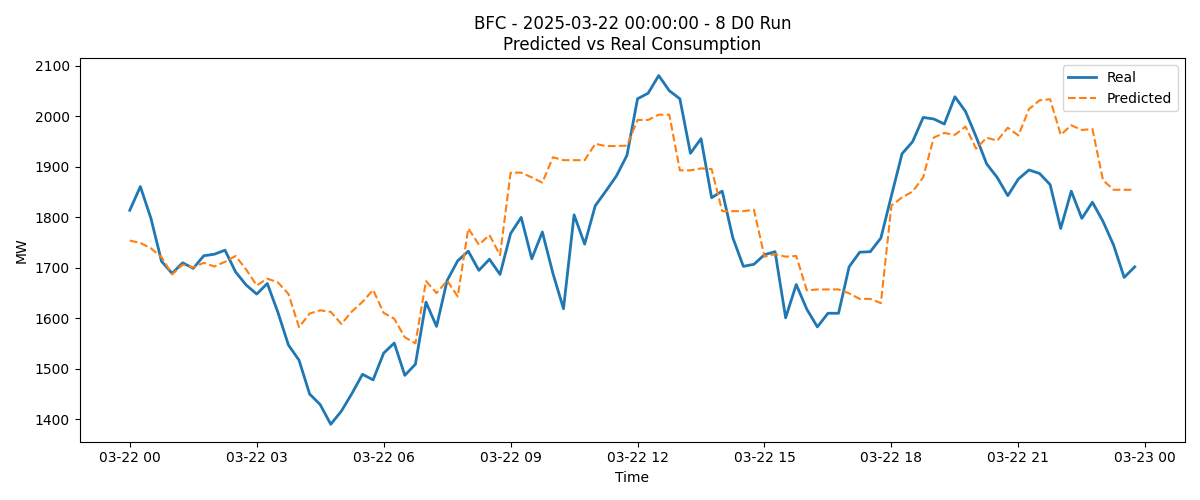 BFC - 2025-03-22 00:00:00 - 8 D0 Run
Predicted vs Real Consumption
Real
Predicted
MW
2100
2000
1900
1800
1700
1600
1500
1400
03-22 00
03-22 03
03-22 06
03-22 09
03-22 12
03-22 15
03-22 18
03-22 21
03-23 00
Time